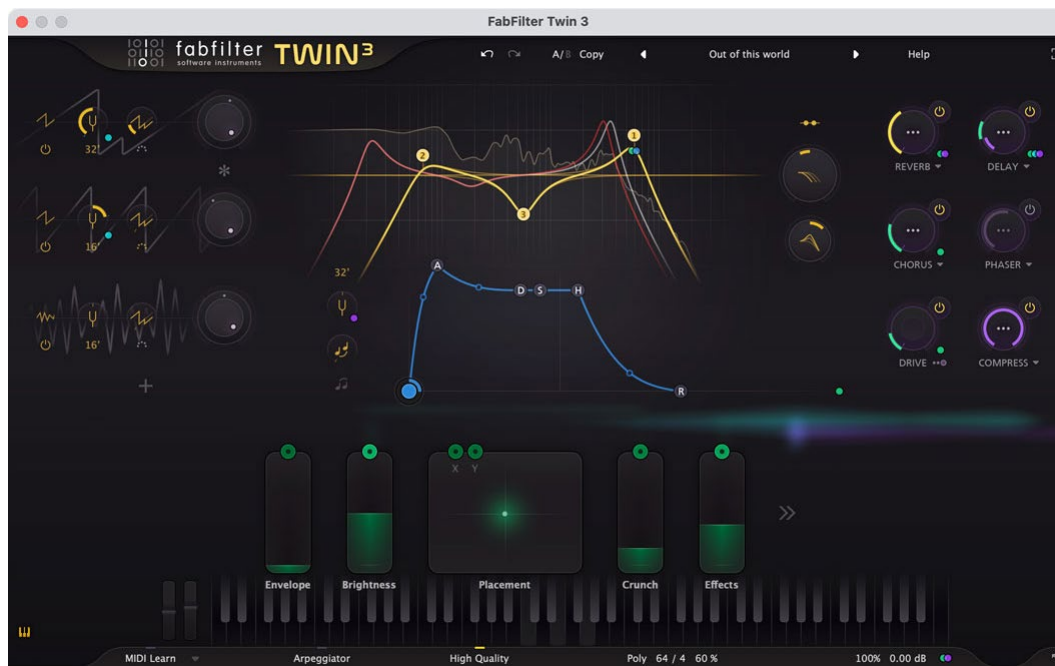 FabFilter Twin 3
fabfilter TWIN3
software instruments
A/B Copy Out of this world Help
32'
16'
16'
2
1
3
32'
A
D S H
R
REVERB DELAY
CHORUS PHASER
DRIVE COMPRESS
X Y
Envelope Brightness Placement Crunch Effects
MIDI Learn Arpeggiator High Quality Poly 64 / 4 60 % 100% 0.00 dB